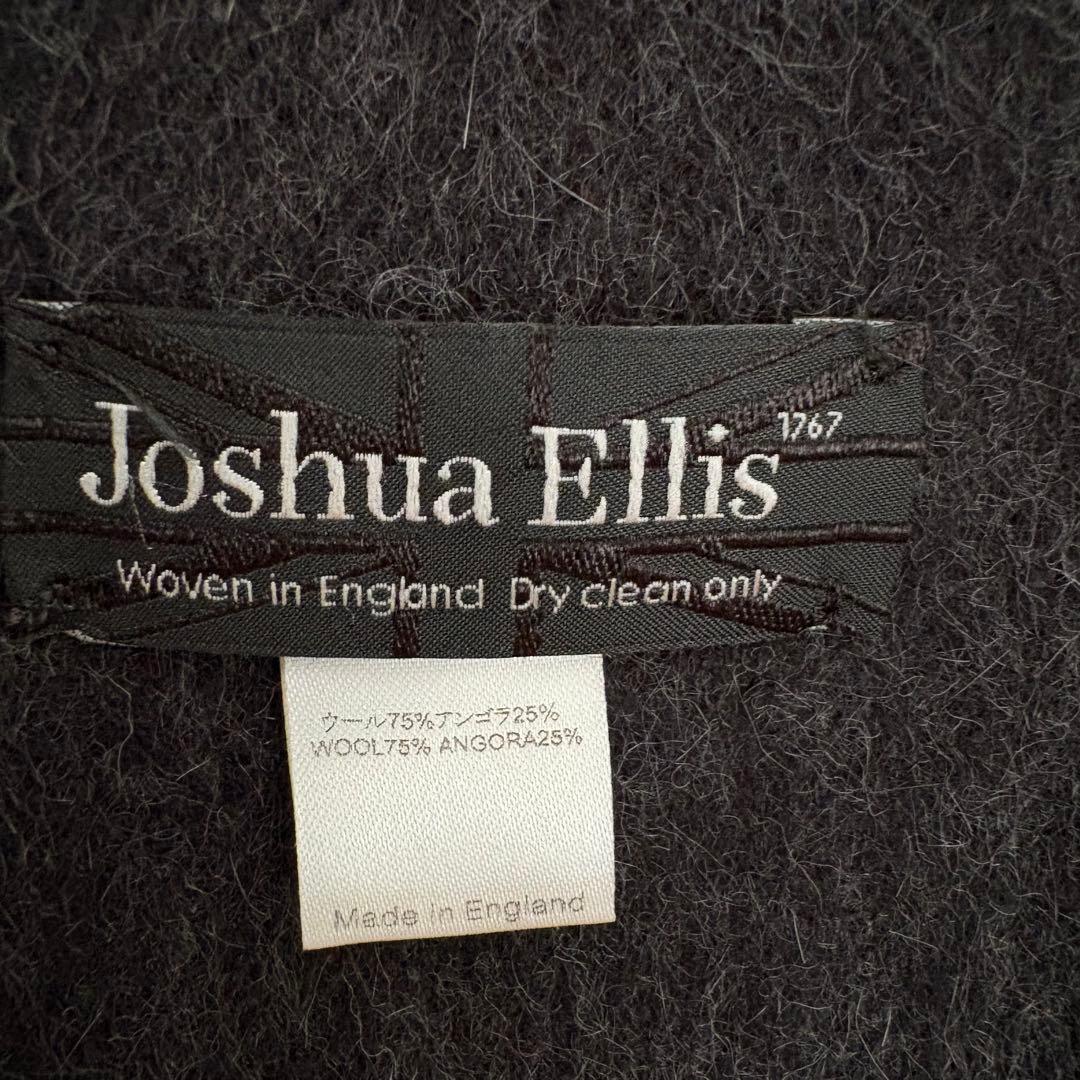 Joshua Ellis 1767
Woven in England Dry clean only
ウール75%アンゴラ25%
WOOL75% ANGORA25%
Made in England